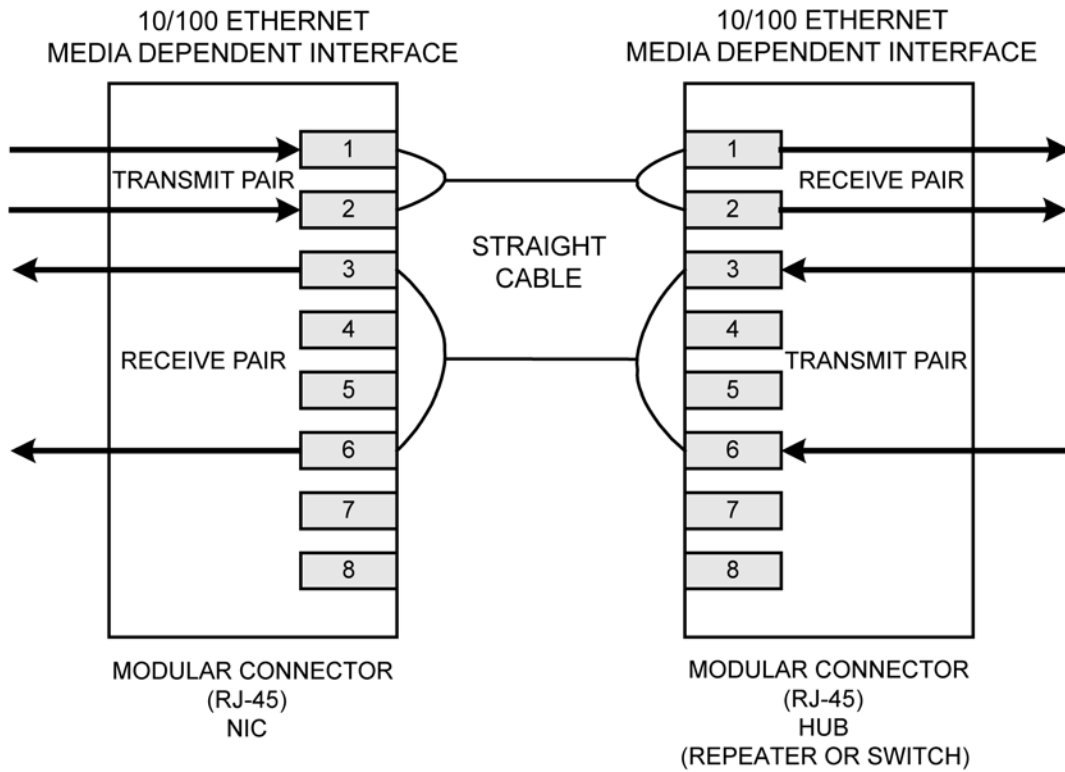 10/100 ETHERNET
MEDIA DEPENDENT INTERFACE
10/100 ETHERNET
MEDIA DEPENDENT INTERFACE
1
TRANSMIT PAIR
2
3
4
RECEIVE PAIR
5
6
7
8
STRAIGHT
CABLE
1
RECEIVE PAIR
2
3
4
TRANSMIT PAIR
5
6
7
8
MODULAR CONNECTOR
(RJ-45)
NIC
MODULAR CONNECTOR
(RJ-45)
HUB
(REPEATER OR SWITCH)